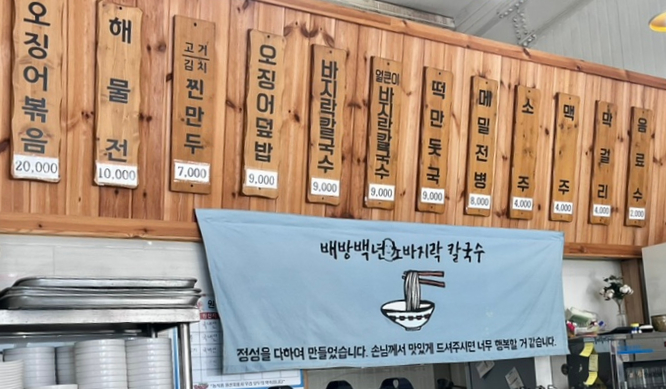 오징어볶음
20,000
해물전
10,000
고기
김치
찐만두
7,000
오징어덮밥
9,000
바지락칼국수
9,000
얼큰이
바지락칼국수
9,000
떡만둣국
9,000
메밀전병
8,000
소주
4,000
맥주
4,000
막걸리
4,000
음료수
2,000
배방백년초바지락 칼국수
정성을 다하여 만들었습니다. 손님께서 맛있게 드셔주시면 너무 행복할 거 같습니다.